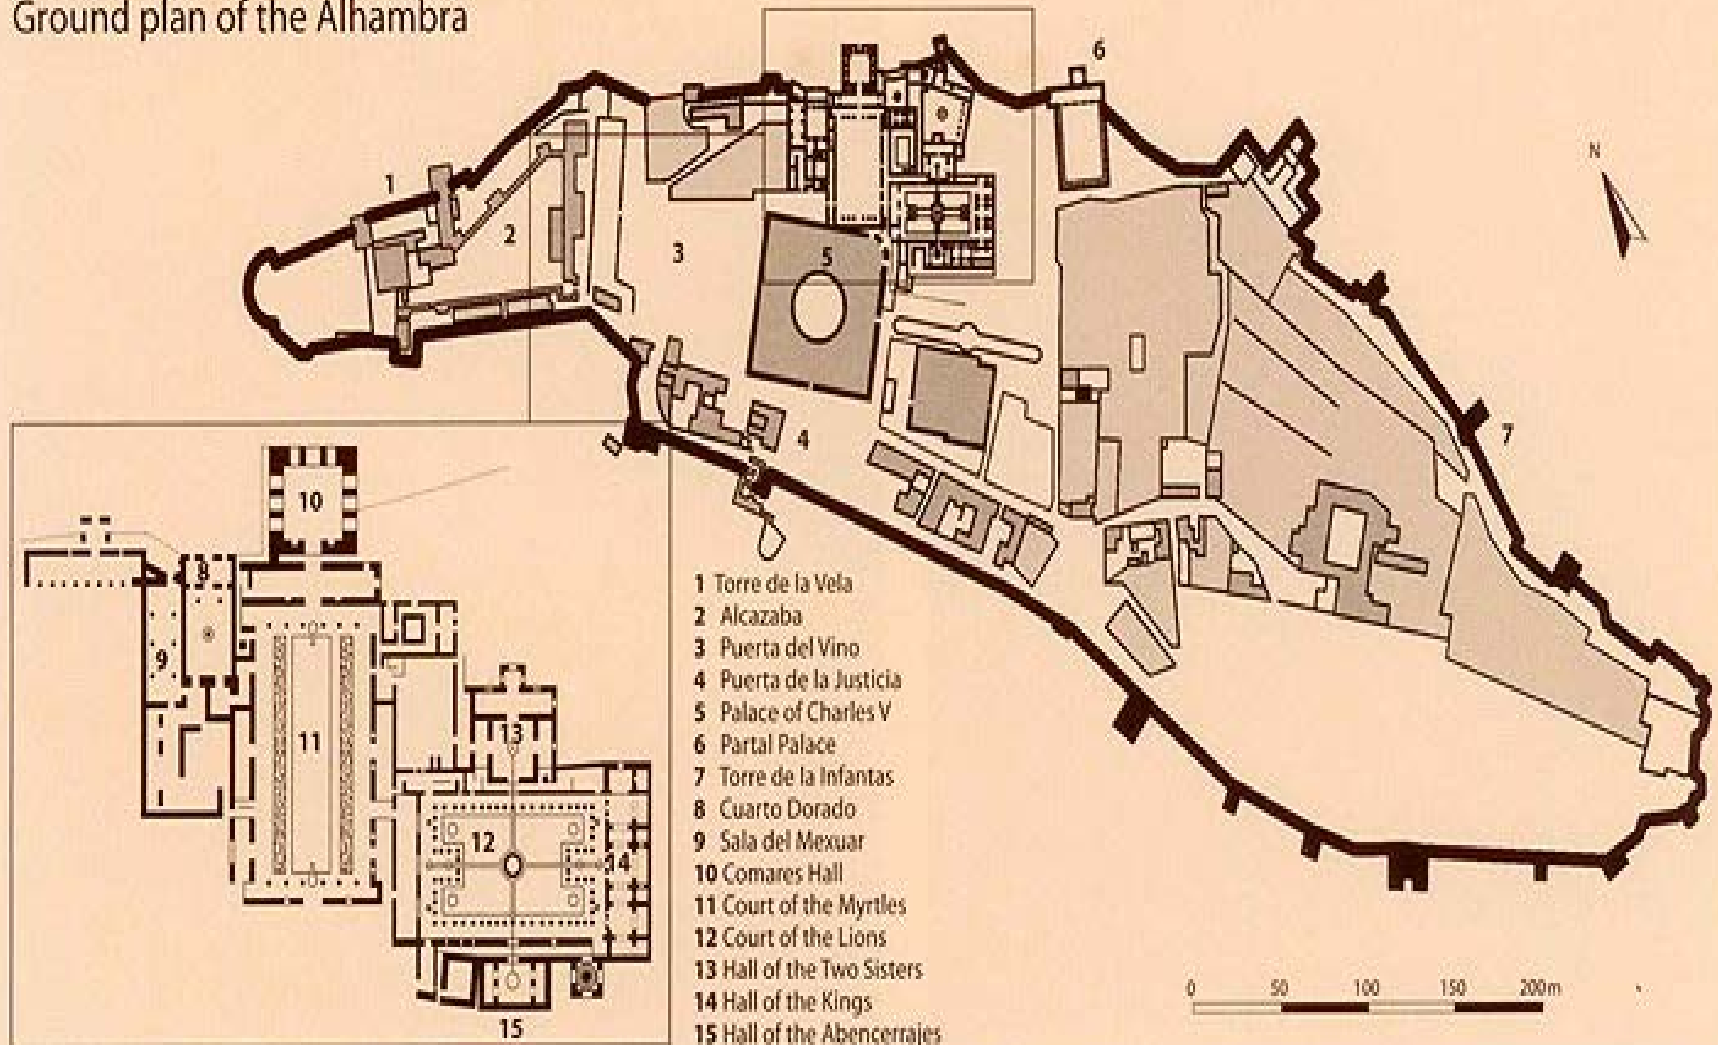 Ground plan of the Alhambra
6
1
N
2
3
5
7
4
10
8
9
11
13
12
14
15
1 Torre de la Vela
2 Alcazaba
3 Puerta del Vino
4 Puerta de la Justicia
5 Palace of Charles V
6 Partal Palace
7 Torre de la Infantas
8 Cuarto Dorado
9 Sala del Mexuar
10 Comares Hall
11 Court of the Myrtles
12 Court of the Lions
13 Hall of the Two Sisters
14 Hall of the Kings
15 Hall of the Abencerrajes
0 50 100 150 200m